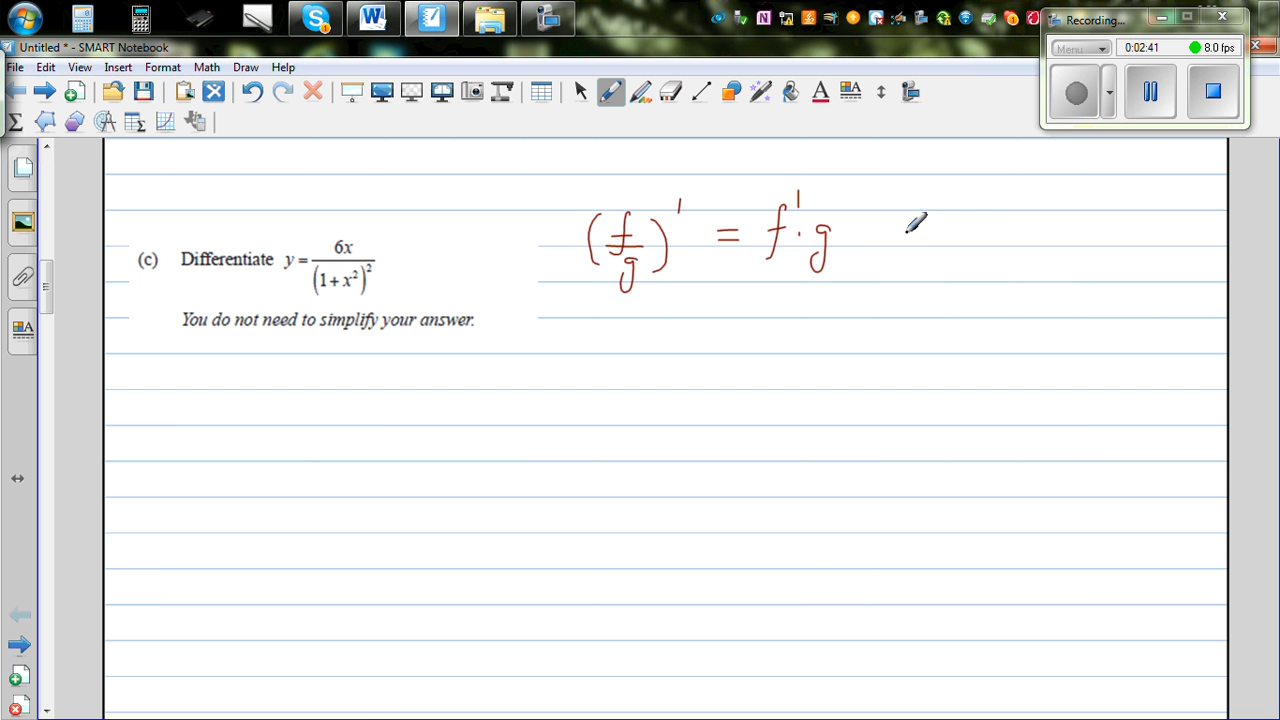 Untitled * - SMART Notebook
File Edit View Insert Format Math Draw Help
Recording...
Menu 0:02:41 8.0 fps
(c) Differentiate y = 6x / (1 + x²)²
You do not need to simplify your answer.
(f/g)' = f' · g